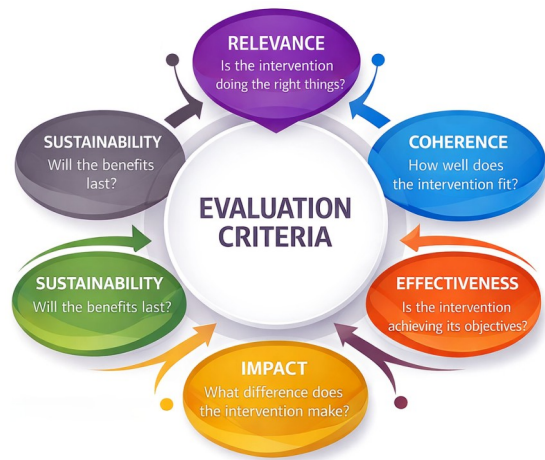 RELEVANCE
Is the intervention
doing the right things?
COHERENCE
How well does
the intervention fit?
EFFECTIVENESS
Is the intervention
achieving its objectives?
IMPACT
What difference does
the intervention make?
SUSTAINABILITY
Will the benefits last?
SUSTAINABILITY
Will the benefits
last?
EVALUATION
CRITERIA